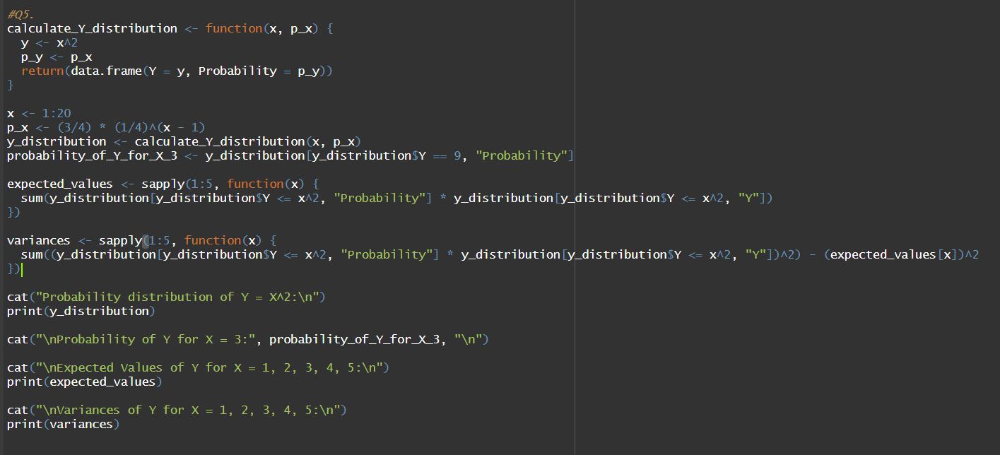 #Q5.
calculate_Y_distribution <- function(x, p_x) {
  y <- x^2
  p_y <- p_x
  return(data.frame(Y = y, Probability = p_y))
}
x <- 1:20
p_x <- (3/4) * (1/4)^(x - 1)
y_distribution <- calculate_Y_distribution(x, p_x)
probability_of_Y_for_X_3 <- y_distribution[y_distribution$Y == 9, "Probability"]
expected_values <- sapply(1:5, function(x) {
  sum(y_distribution[y_distribution$Y <= x^2, "Probability"] * y_distribution[y_distribution$Y <= x^2, "Y"])
})
variances <- sapply(1:5, function(x) {
  sum((y_distribution[y_distribution$Y <= x^2, "Probability"] * y_distribution[y_distribution$Y <= x^2, "Y"])^2) - (expected_values[x])^2
})
cat("Probability distribution of Y = X^2:\n")
print(y_distribution)
cat("\nProbability of Y for X = 3:", probability_of_Y_for_X_3, "\n")
cat("\nExpected Values of Y for X = 1, 2, 3, 4, 5:\n")
print(expected_values)
cat("\nVariances of Y for X = 1, 2, 3, 4, 5:\n")
print(variances)